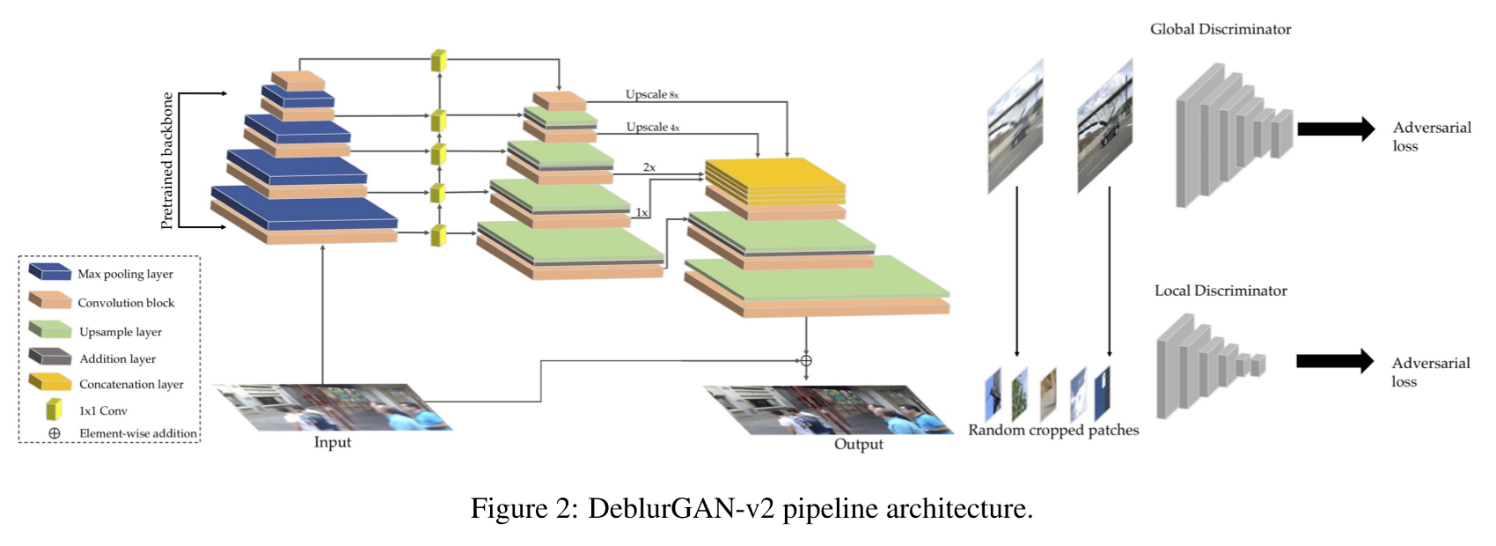 Global Discriminator
Pretrained backbone
Upscale 8x
Upscale 4x
2x
1x
Adversarial
loss
Max pooling layer
Convolution block
Upsample layer
Addition layer
Concatenation layer
1x1 Conv
Element-wise addition
Input
Output
Local Discriminator
Adversarial
loss
Random cropped patches
Figure 2: DeblurGAN-v2 pipeline architecture.